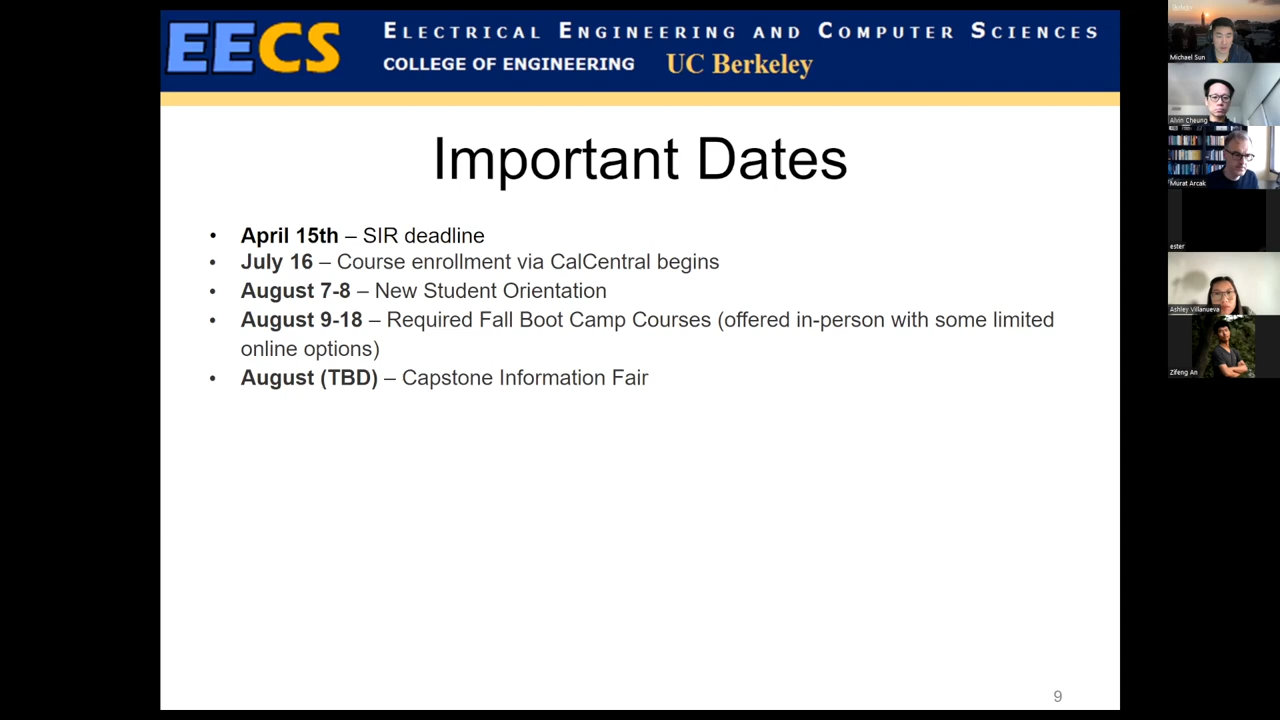 EECS
ELECTRICAL ENGINEERING AND COMPUTER SCIENCES
COLLEGE OF ENGINEERING UC Berkeley
Important Dates
• April 15th – SIR deadline
• July 16 – Course enrollment via CalCentral begins
• August 7-8 – New Student Orientation
• August 9-18 – Required Fall Boot Camp Courses (offered in-person with some limited
online options)
• August (TBD) – Capstone Information Fair
9
Michael Sun
Alvin Cheung
Murat Arcak
ester
Ashley Villanueva
Zifeng An